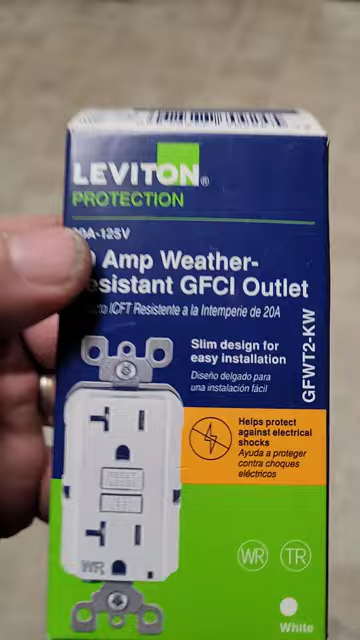 LEVITON®
PROTECTION
0A-125V
Amp Weather-
esistant GFCI Outlet
ICFT Resistente a la Intemperie de 20A
Slim design for
easy installation
Diseño delgado para
una instalación fácil
GFWT2-KW
Helps protect
against electrical
shocks
Ayuda a proteger
contra choques
eléctricos
WR
WR TR
White